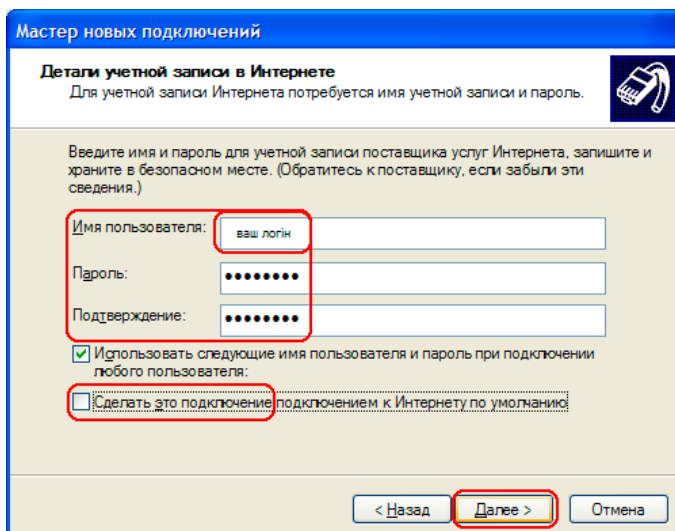 Мастер новых подключений
Детали учетной записи в Интернете
Для учетной записи Интернета потребуется имя учетной записи и пароль.
Введите имя и пароль для учетной записи поставщика услуг Интернета, запишите и
храните в безопасном месте. (Обратитесь к поставщику, если забыли эти
сведения.)
Имя пользователя: ваш логін
Пароль: ••••••••
Подтверждение: ••••••••
Использовать следующие имя пользователя и пароль при подключении
любого пользователя:
Сделать это подключение подключением к Интернету по умолчанию
< Назад Далее > Отмена